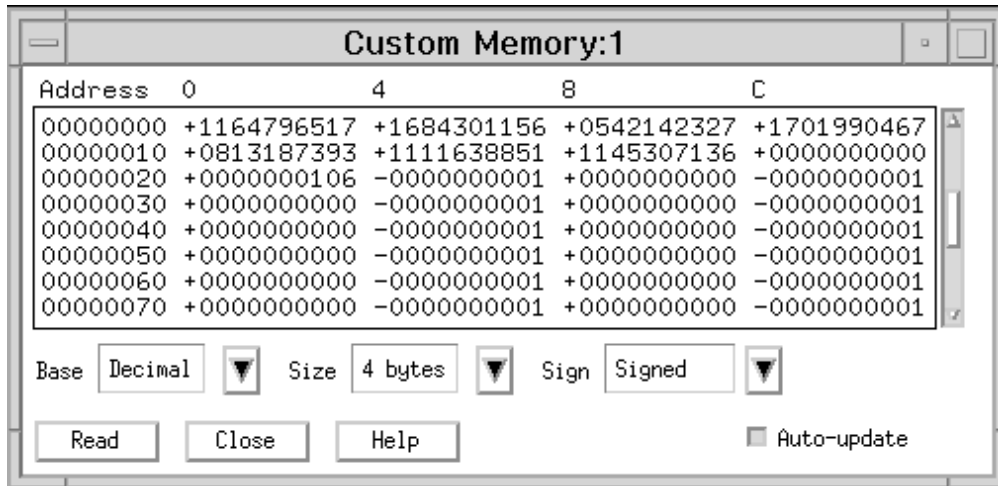 Custom Memory:1
Address 0 4 8 C
00000000 +1164796517 +1684301156 +0542142327 +1701990467
00000010 +0813187393 +1111638851 +1145307136 +0000000000
00000020 +0000000106 -0000000001 +0000000000 -0000000001
00000030 +0000000000 -0000000001 +0000000000 -0000000001
00000040 +0000000000 -0000000001 +0000000000 -0000000001
00000050 +0000000000 -0000000001 +0000000000 -0000000001
00000060 +0000000000 -0000000001 +0000000000 -0000000001
00000070 +0000000000 -0000000001 +0000000000 -0000000001
Base Decimal Size 4 bytes Sign Signed
Read Close Help Auto-update